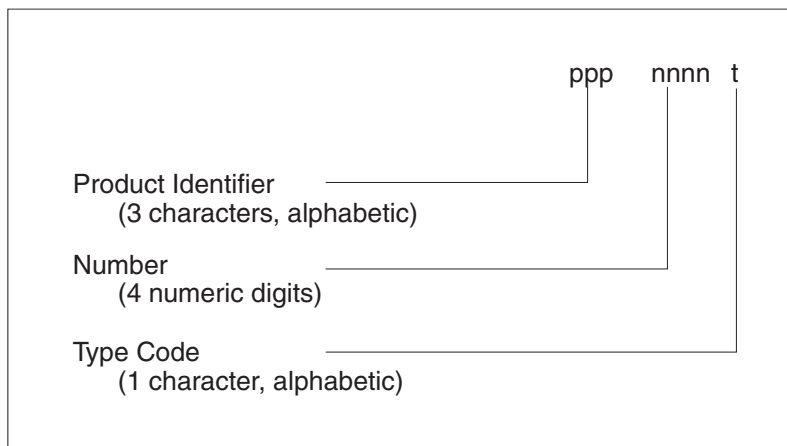 ppp nnnn t
Product Identifier
(3 characters, alphabetic)
Number
(4 numeric digits)
Type Code
(1 character, alphabetic)